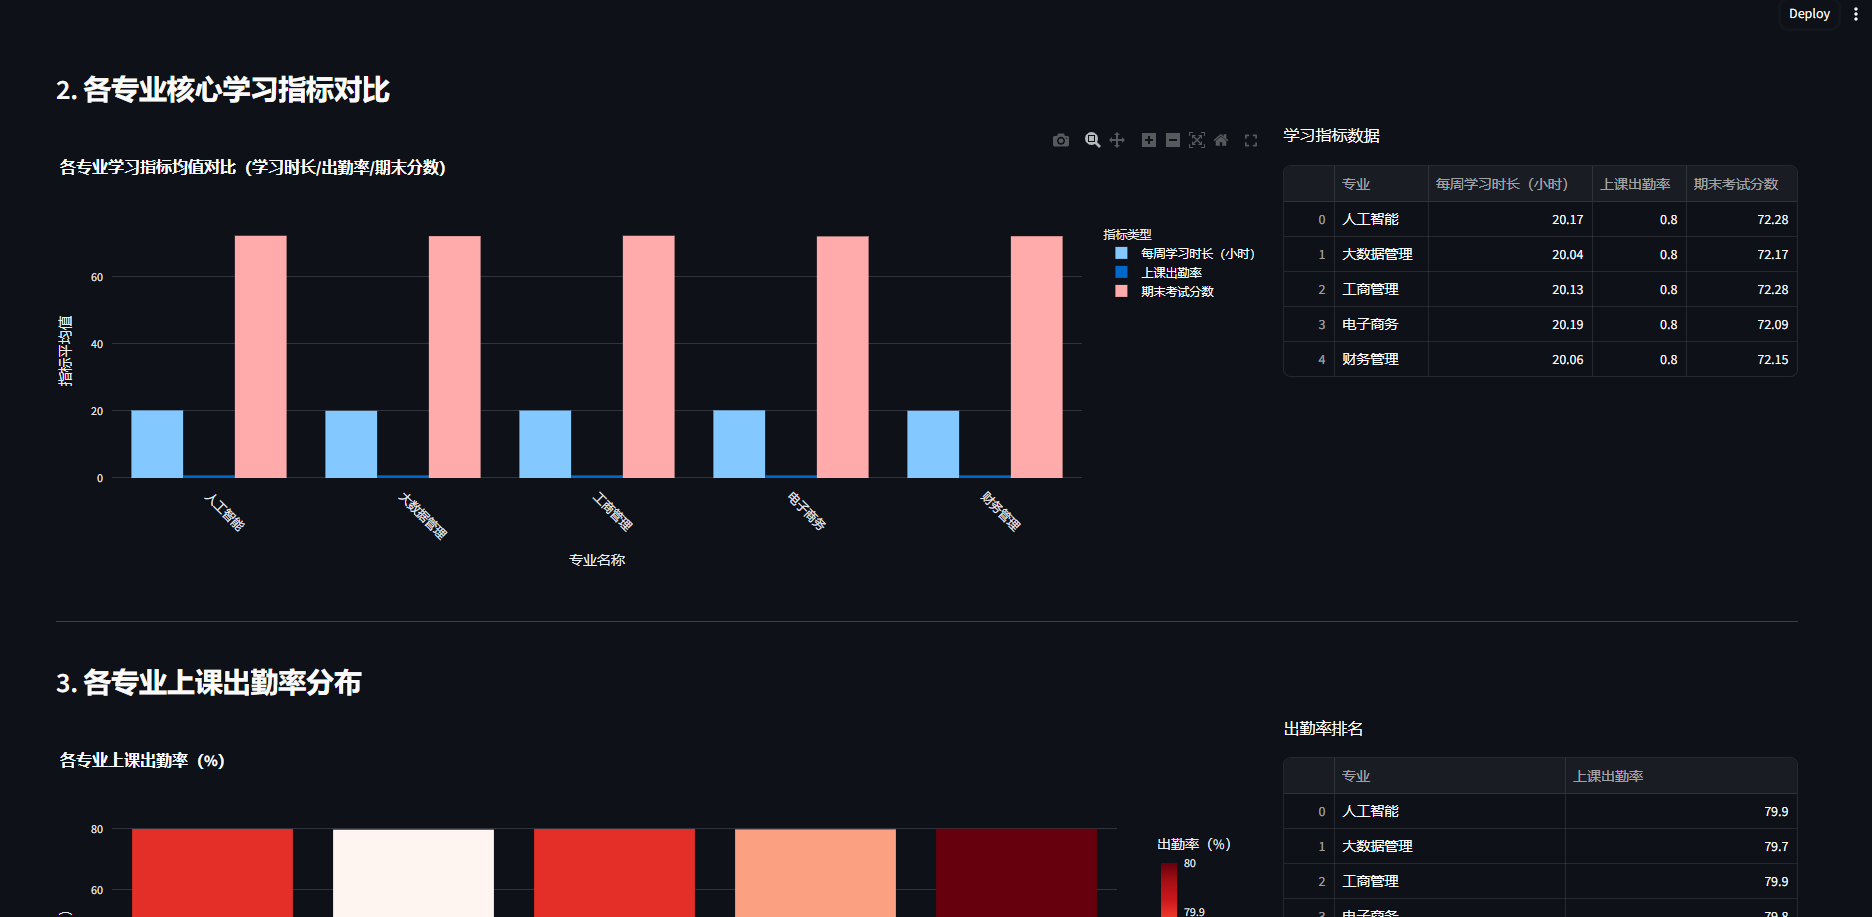 Deploy
2. 各专业核心学习指标对比
各专业学习指标均值对比（学习时长/出勤率/期末分数）
指标平均值
60
40
20
0
人工智能
大数据管理
工商管理
电子商务
财务管理
专业名称
指标类型
每周学习时长（小时）
上课出勤率
期末考试分数
学习指标数据
专业 每周学习时长（小时） 上课出勤率 期末考试分数
0 人工智能 20.17 0.8 72.28
1 大数据管理 20.04 0.8 72.17
2 工商管理 20.13 0.8 72.28
3 电子商务 20.19 0.8 72.09
4 财务管理 20.06 0.8 72.15
3. 各专业上课出勤率分布
各专业上课出勤率（%）
80
60
出勤率（%）
80
79.9
出勤率排名
专业 上课出勤率
0 人工智能 79.9
1 大数据管理 79.7
2 工商管理 79.9
3 电子商务 79.8